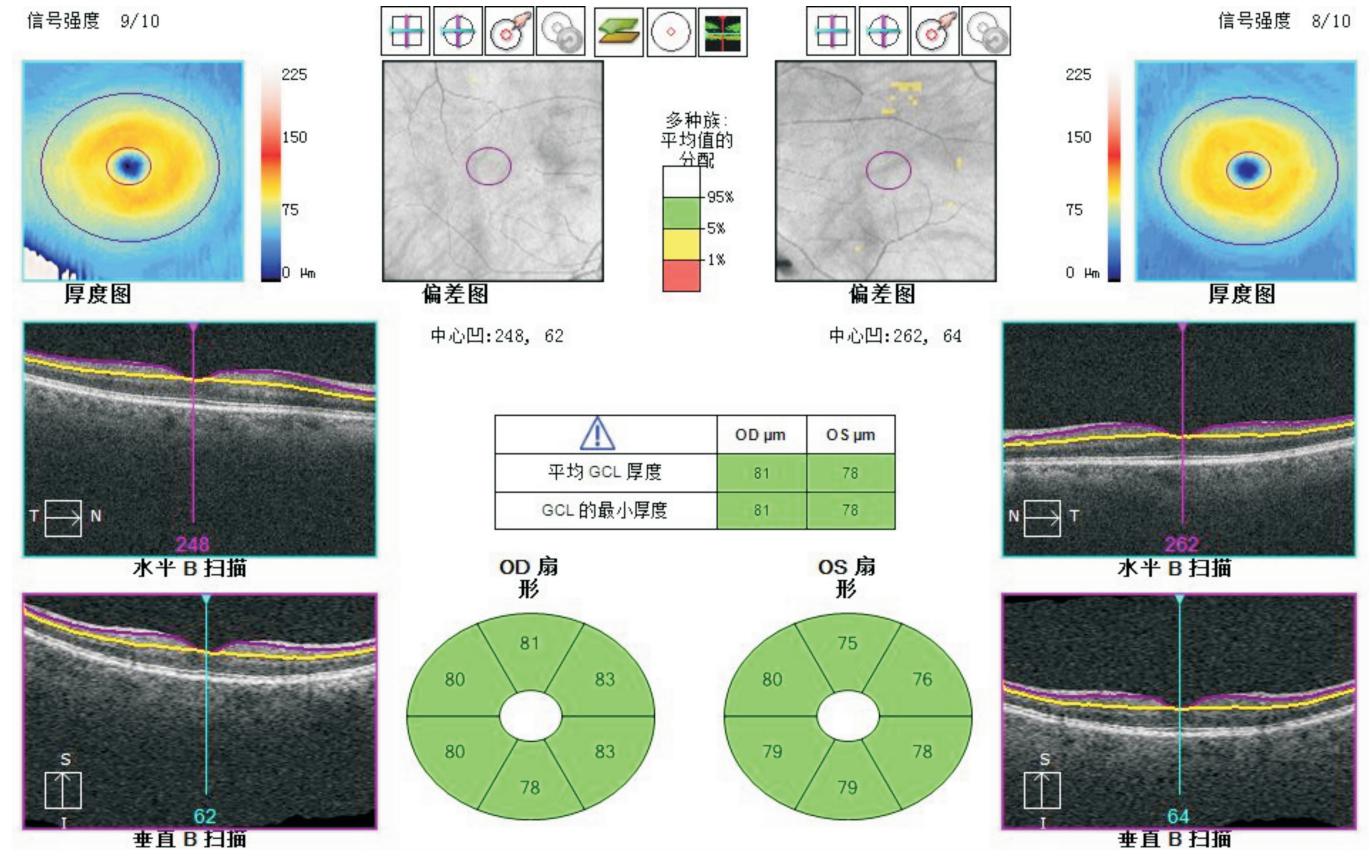 信号强度 9/10
信号强度 8/10
225
150
75
0 μm
厚度图
偏差图
多种族:
平均值的
分配
95%
5%
1%
偏差图
225
150
75
0 μm
厚度图
中心凹:248, 62
中心凹:262, 64
T N
248
水平 B 扫描
OD μm OS μm
平均 GCL 厚度 81 78
GCL 的最小厚度 81 78
N T
262
水平 B 扫描
OD 扇
形
81
80 83
80 83
78
OS 扇
形
75
80 76
79 78
79
S
I
62
垂直 B 扫描
S
I
64
垂直 B 扫描